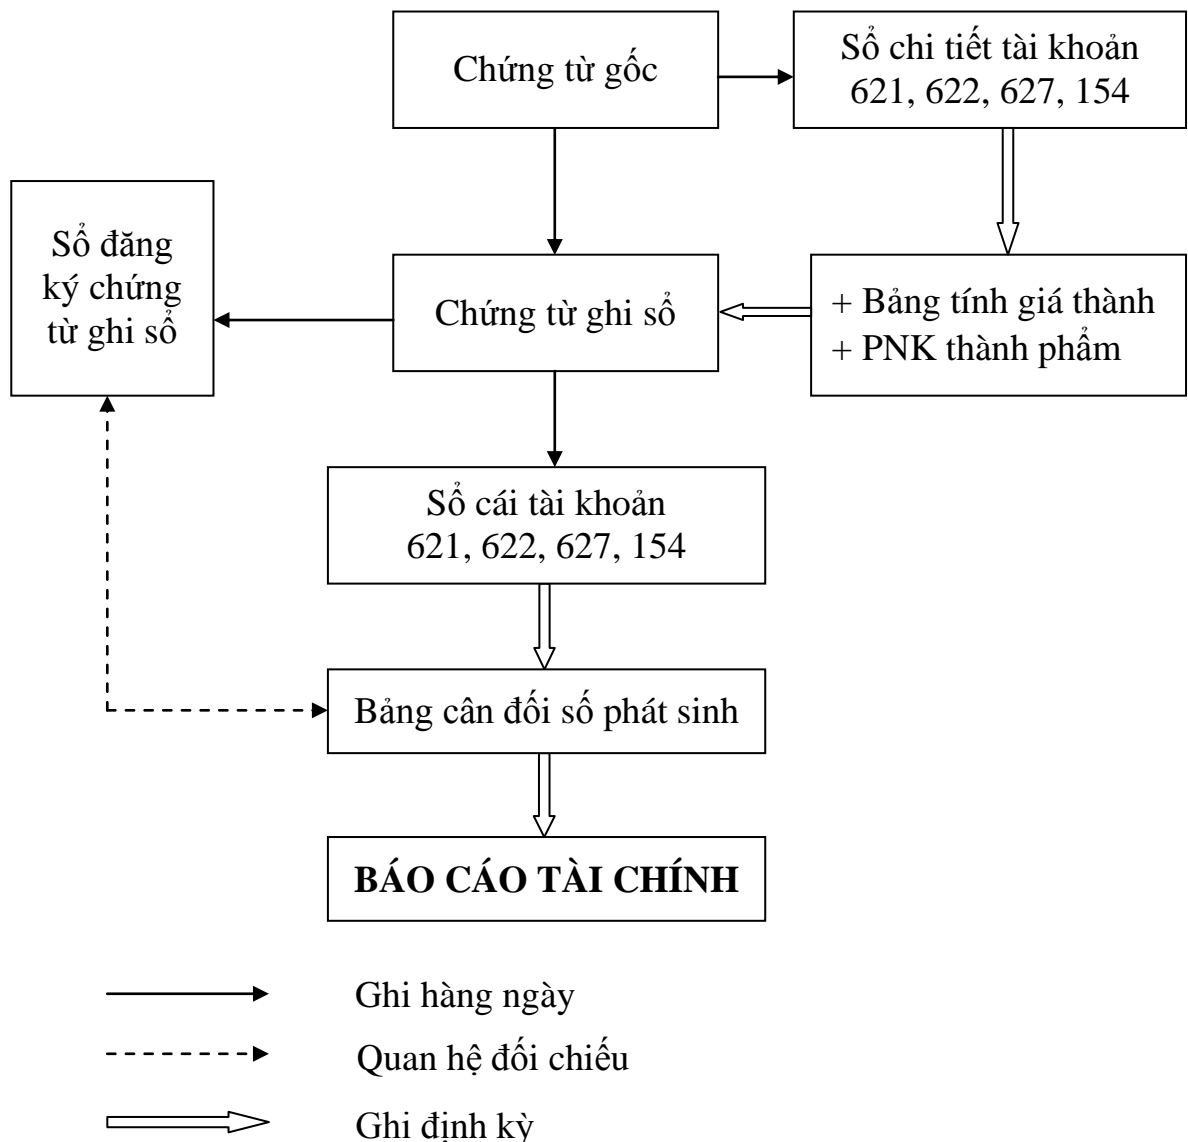 Chứng từ gốc
Sổ chi tiết tài khoản
621, 622, 627, 154
Sổ đăng
ký chứng
từ ghi sổ
Chứng từ ghi sổ
+ Bảng tính giá thành
+ PNK thành phẩm
Sổ cái tài khoản
621, 622, 627, 154
Bảng cân đối số phát sinh
BÁO CÁO TÀI CHÍNH
Ghi hàng ngày
Quan hệ đối chiếu
Ghi định kỳ